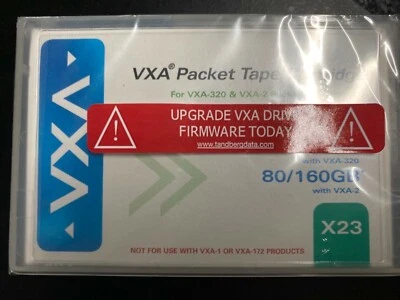 VXA
VXA® Packet Tape
For VXA-320 & VXA-2
UPGRADE VXA DRIVE
FIRMWARE TODAY
www.tandbergdata.com
with VXA-320
80/160GB*
with VXA-2
X23
NOT FOR USE WITH VXA-1 OR VXA-172 PRODUCTS